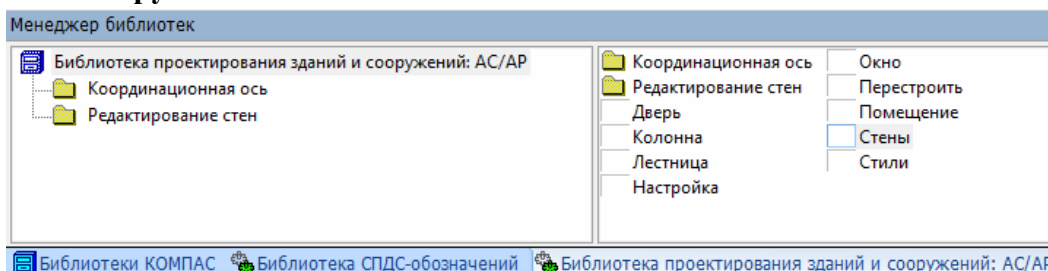 Менеджер библиотек
Библиотека проектирования зданий и сооружений: АС/АР
Координационная ось
Редактирование стен
Координационная ось
Редактирование стен
Дверь
Колонна
Лестница
Настройка
Окно
Перестроить
Помещение
Стены
Стили
Библиотеки КОМПАС Библиотека СПДС-обозначений Библиотека проектирования зданий и сооружений: АС/АР